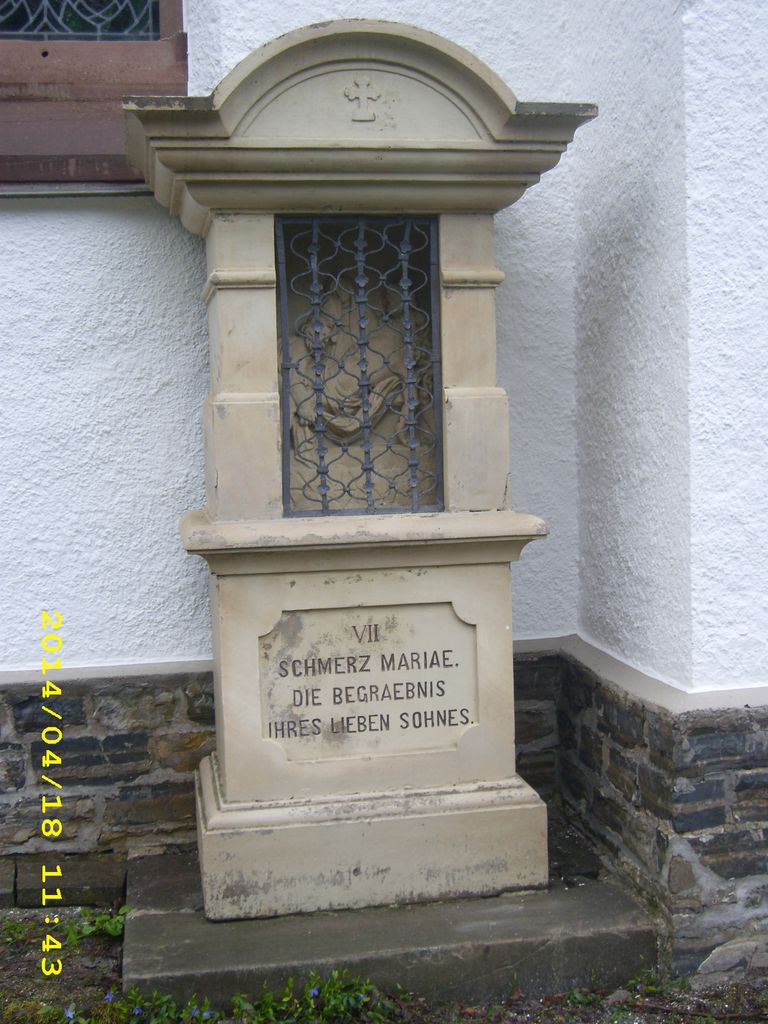 VII
SCHMERZ MARIAE.
DIE BEGRAEBNIS
IHRES LIEBEN SOHNES.
2014/04/18 11:43